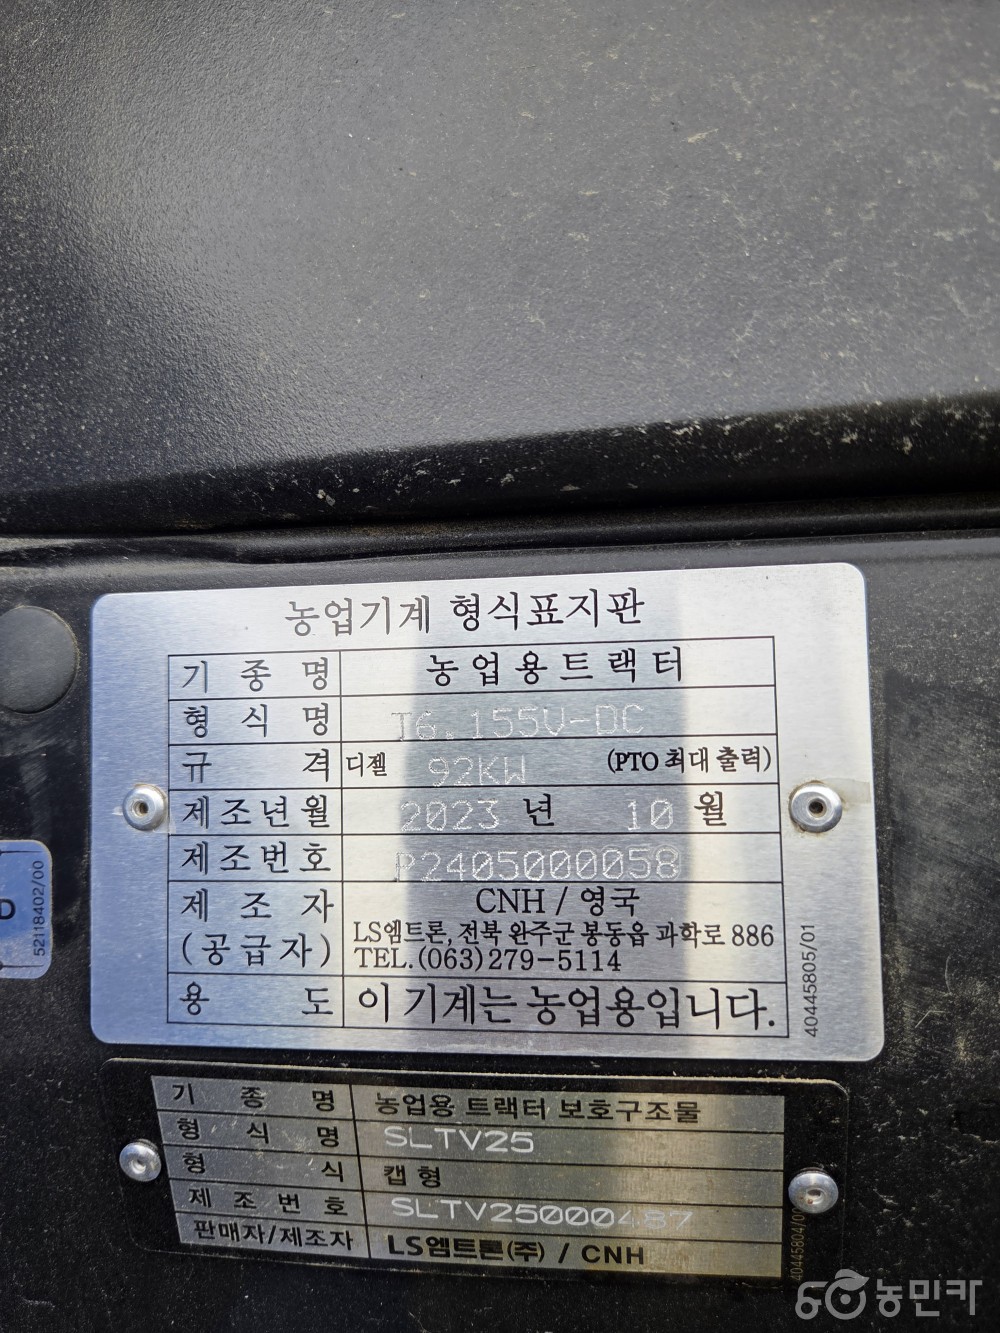 농업기계 형식표지판
기 종 명 농업용트랙터
형 식 명 T6.155V-DC
규 격 디젤 92KW (PTO 최대 출력)
제조년월 2023 년 10 월
제조번호 P2405000058
제 조 자 CNH / 영국
(공급자) LS엠트론, 전북 완주군 봉동읍 과학로 886
TEL.(063)279-5114
용 도 이 기계는 농업용입니다.
40445805/01
D
52118402/00
기 종 명 농업용 트랙터 보호구조물
형 식 명 SLTV25
형 식 캡형
제 조 번 호 SLTV25000487
판매자/제조자 LS엠트론(주) / CNH
40445804/00
농민카